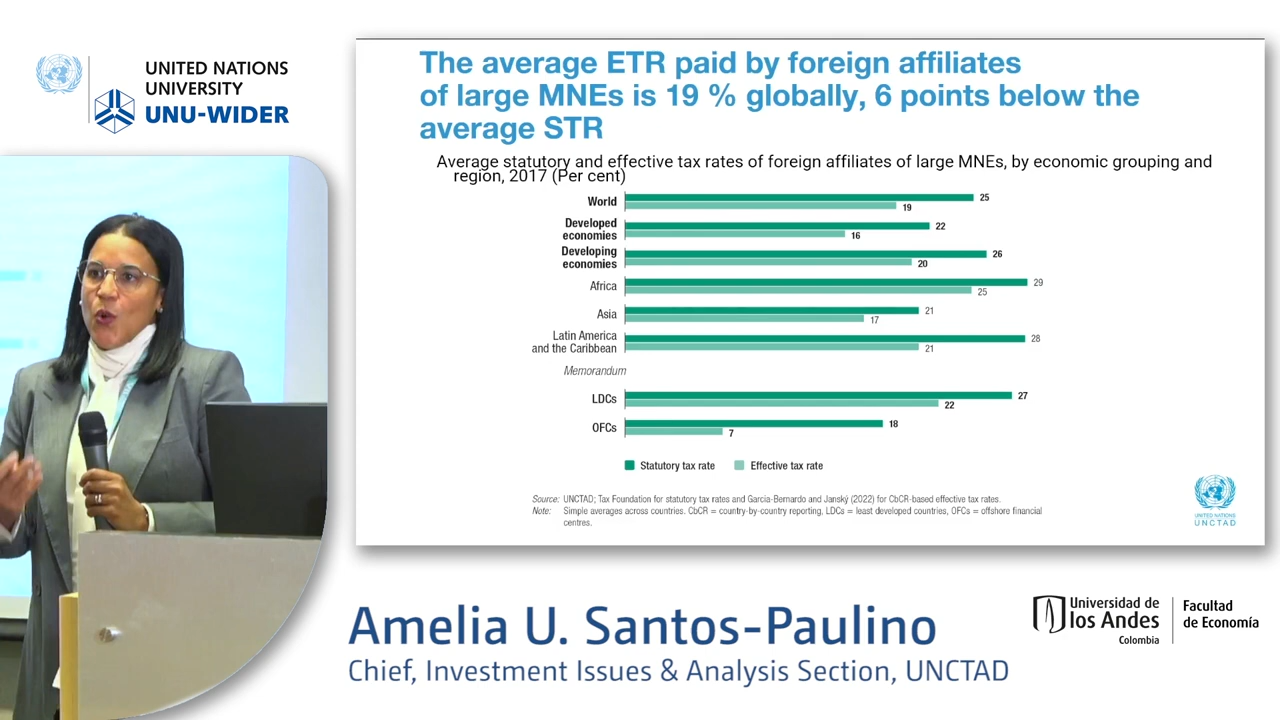 UNITED NATIONS
UNIVERSITY
UNU-WIDER
The average ETR paid by foreign affiliates
of large MNEs is 19 % globally, 6 points below the
average STR
Average statutory and effective tax rates of foreign affiliates of large MNEs, by economic grouping and
region, 2017 (Per cent)
World
25
19
Developed
economies
22
16
Developing
economies
26
20
Africa
29
25
Asia
21
17
Latin America
and the Caribbean
28
21
Memorandum
LDCs
27
22
OFCs
18
7
Statutory tax rate
Effective tax rate
Source: UNCTAD; Tax Foundation for statutory tax rates and Garcia-Bernardo and Janský (2022) for CbCR-based effective tax rates.
Note: Simple averages across countries. CbCR = country-by-country reporting, LDCs = least developed countries, OFCs = offshore financial
centres.
UNITED NATIONS
UNCTAD
Amelia U. Santos-Paulino
Chief, Investment Issues & Analysis Section, UNCTAD
Universidad de
los Andes
Colombia
Facultad
de Economía